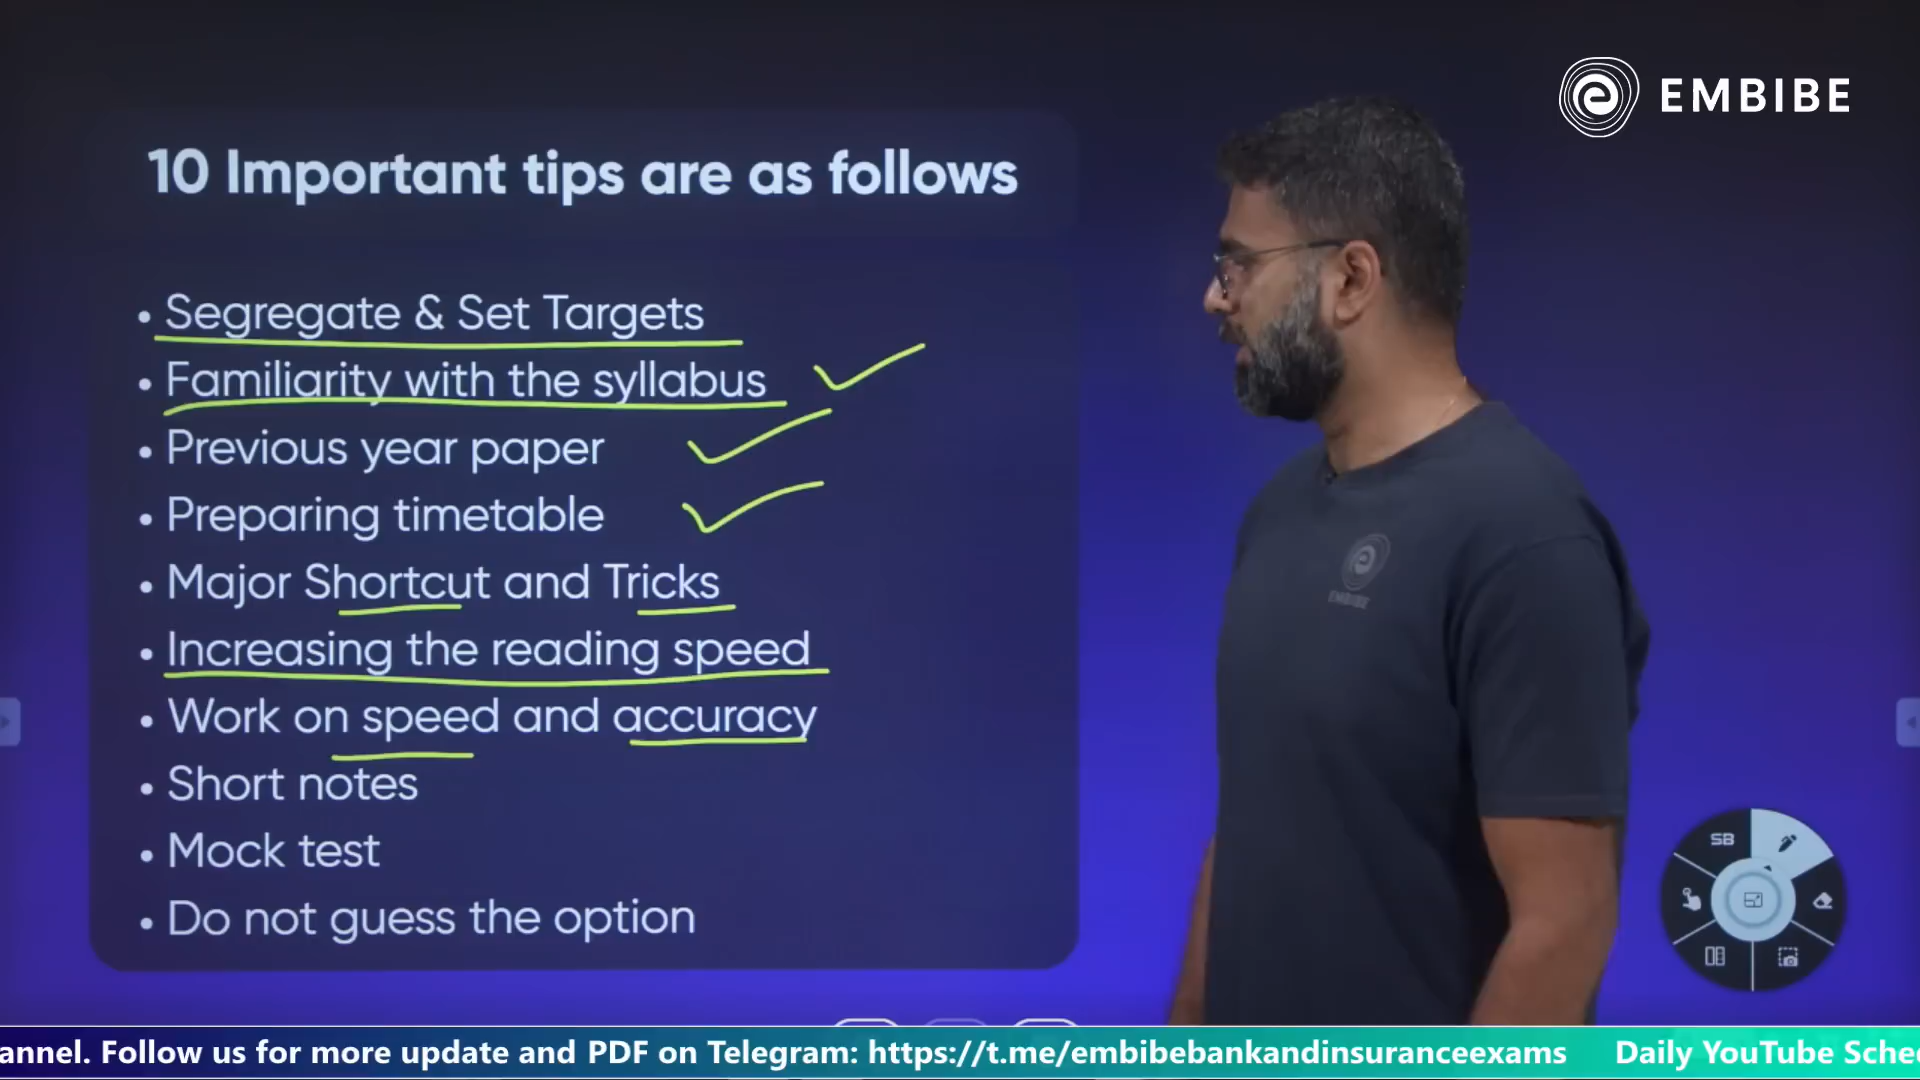 EMBIBE
10 Important tips are as follows
• Segregate & Set Targets
• Familiarity with the syllabus
• Previous year paper
• Preparing timetable
• Major Shortcut and Tricks
• Increasing the reading speed
• Work on speed and accuracy
• Short notes
• Mock test
• Do not guess the option
EMBIBE
SB
annel. Follow us for more update and PDF on Telegram: https://t.me/embibebankandinsuranceexams Daily YouTube Sche